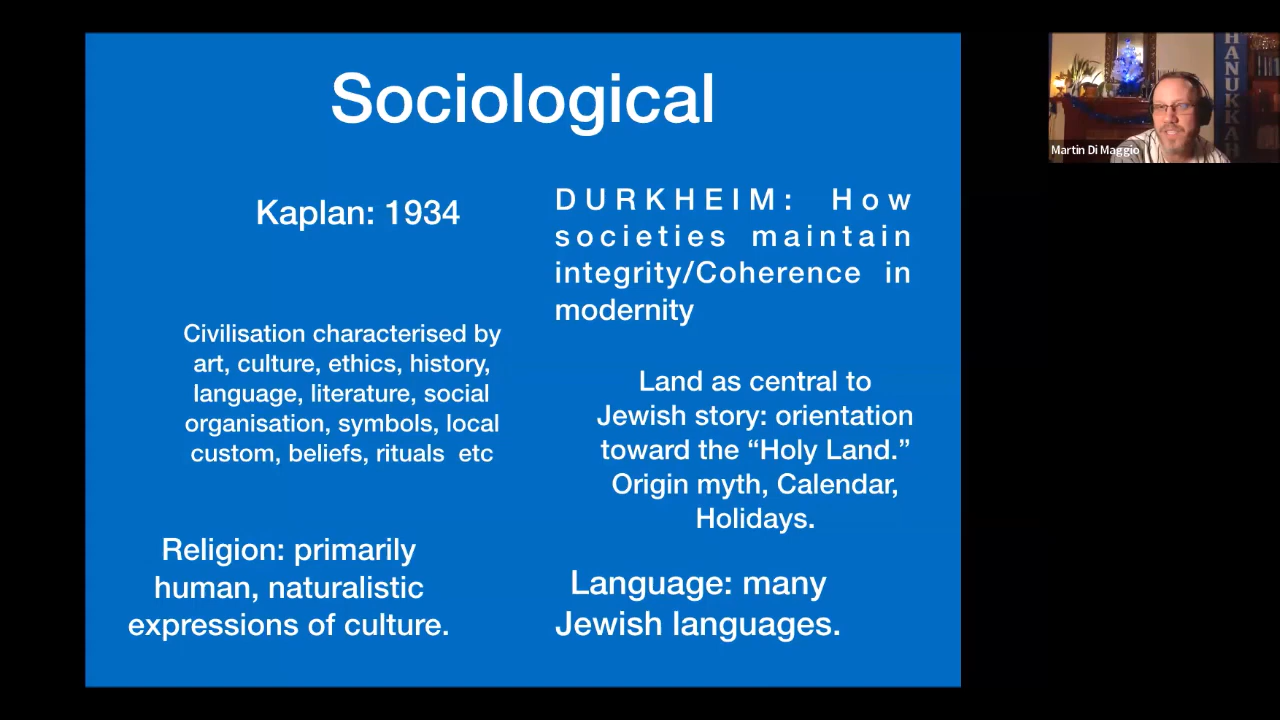 Sociological
Kaplan: 1934
Civilisation characterised by
art, culture, ethics, history,
language, literature, social
organisation, symbols, local
custom, beliefs, rituals etc
Religion: primarily
human, naturalistic
expressions of culture.
DURKHEIM: How
societies maintain
integrity/Coherence in
modernity
Land as central to
Jewish story: orientation
toward the “Holy Land.”
Origin myth, Calendar,
Holidays.
Language: many
Jewish languages.
HANUKKAH
Martin Di Maggio